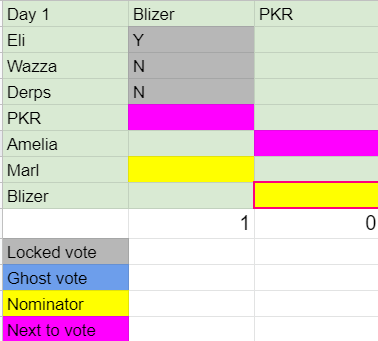 Day 1 Blizer PKR
Eli Y
Wazza N
Derps N
PKR
Amelia
Marl
Blizer
1 0
Locked vote
Ghost vote
Nominator
Next to vote